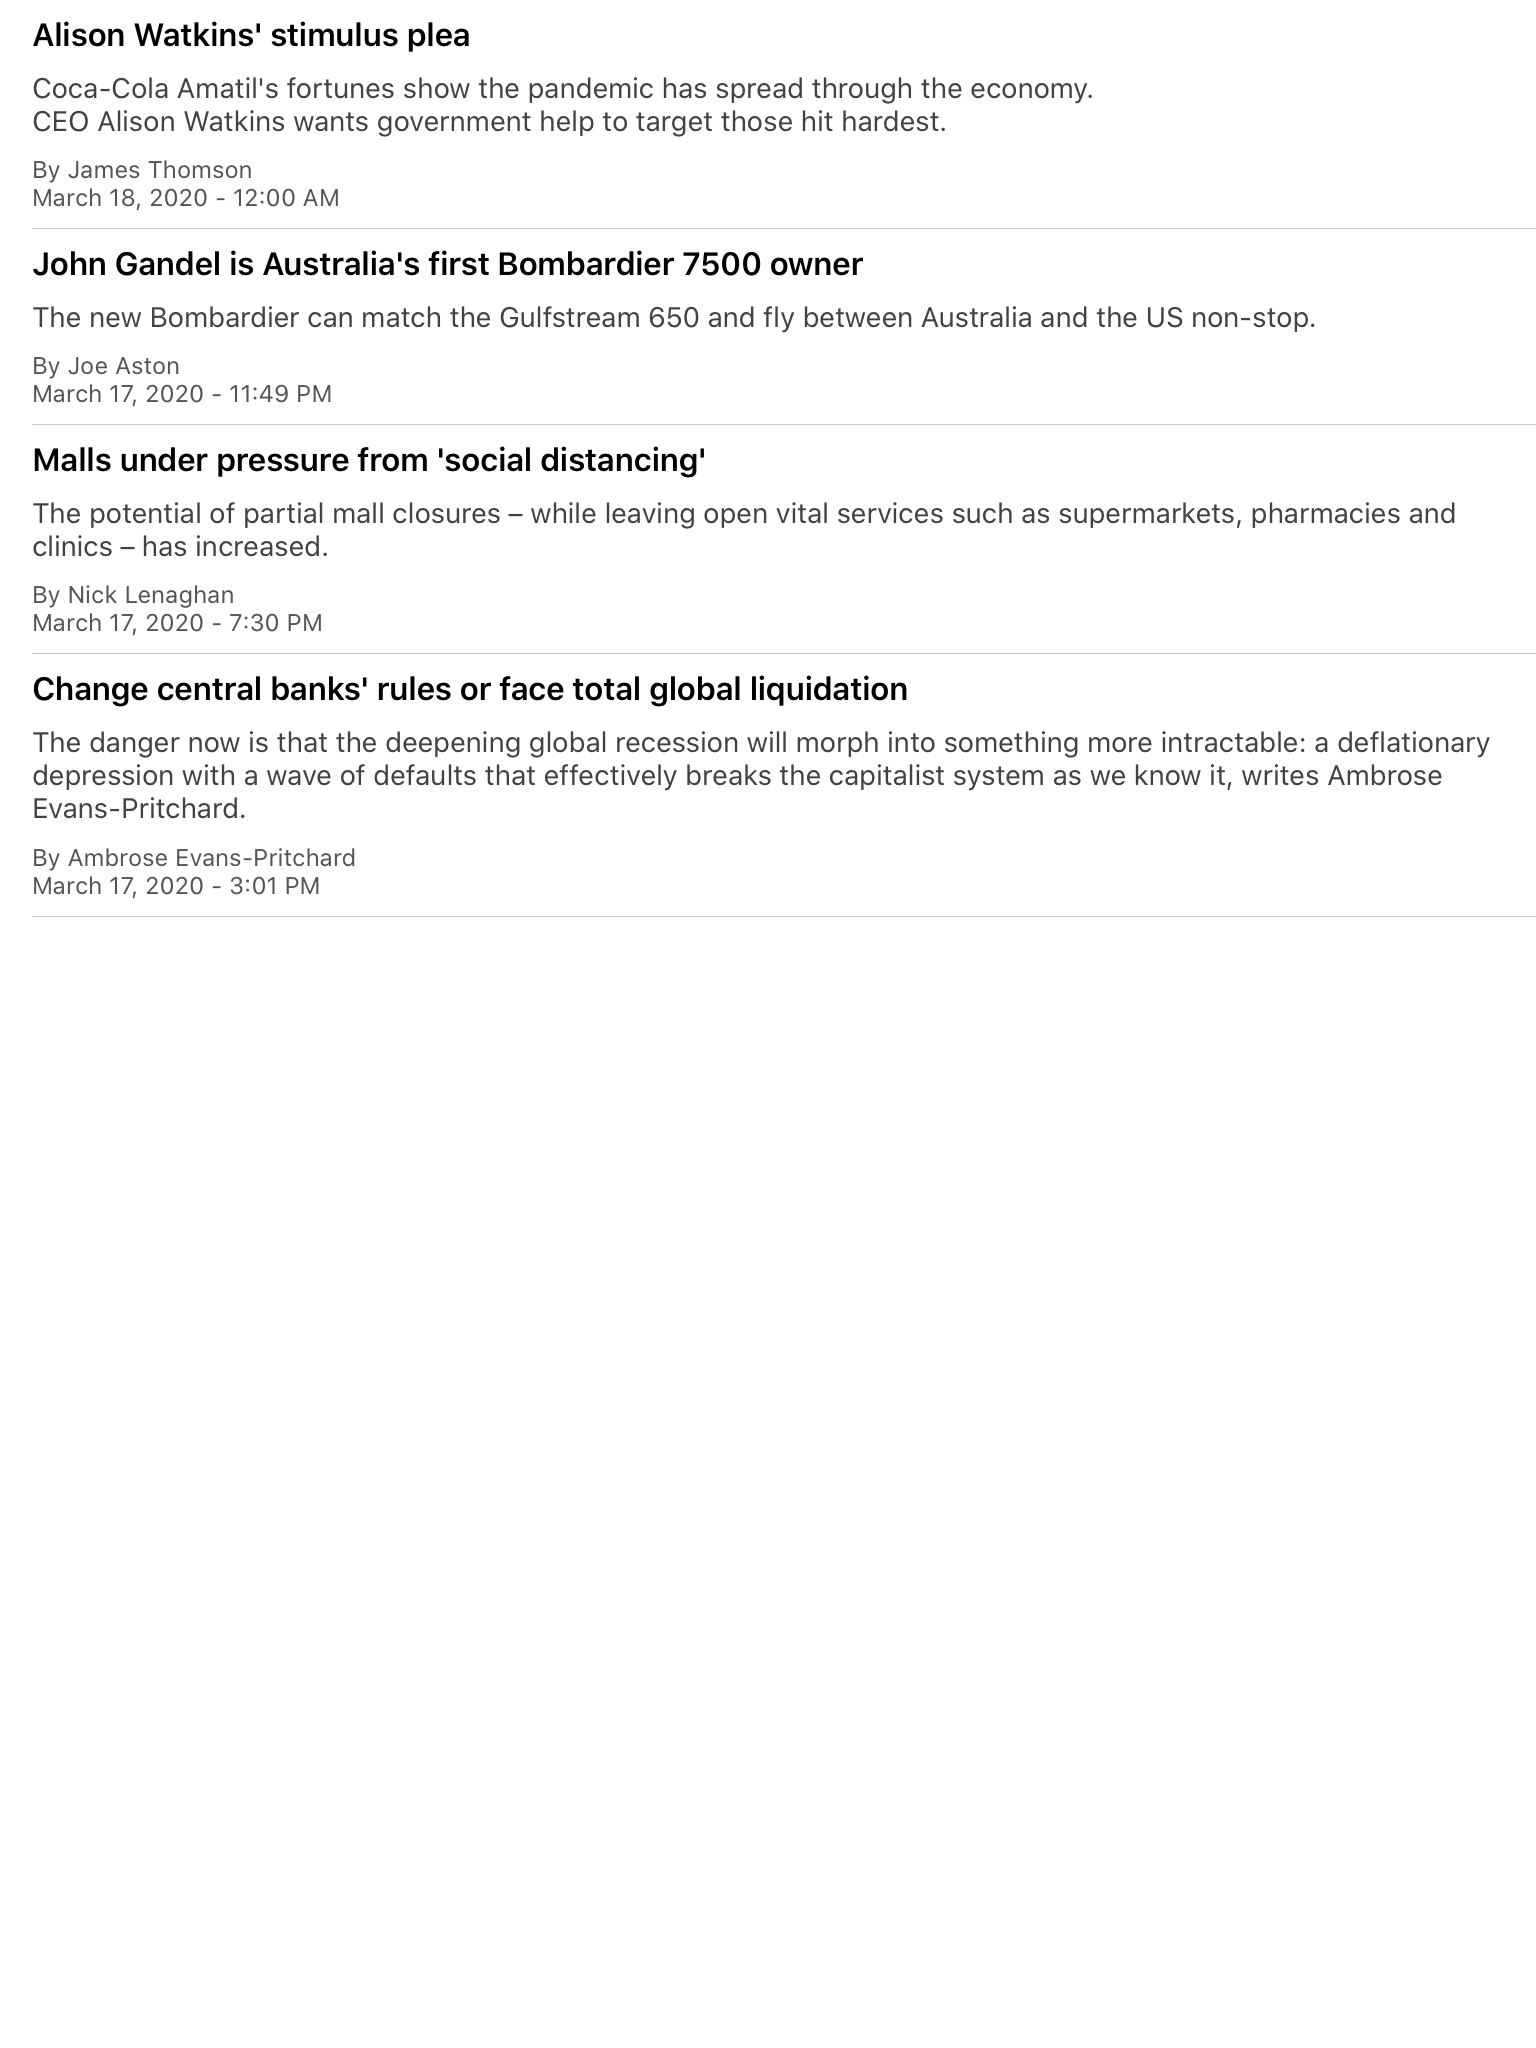 Alison Watkins' stimulus plea
Coca-Cola Amatil's fortunes show the pandemic has spread through the economy.
CEO Alison Watkins wants government help to target those hit hardest.
By James Thomson
March 18, 2020 - 12:00 AM
John Gandel is Australia's first Bombardier 7500 owner
The new Bombardier can match the Gulfstream 650 and fly between Australia and the US non-stop.
By Joe Aston
March 17, 2020 - 11:49 PM
Malls under pressure from 'social distancing'
The potential of partial mall closures – while leaving open vital services such as supermarkets, pharmacies and
clinics – has increased.
By Nick Lenaghan
March 17, 2020 - 7:30 PM
Change central banks' rules or face total global liquidation
The danger now is that the deepening global recession will morph into something more intractable: a deflationary
depression with a wave of defaults that effectively breaks the capitalist system as we know it, writes Ambrose
Evans-Pritchard.
By Ambrose Evans-Pritchard
March 17, 2020 - 3:01 PM